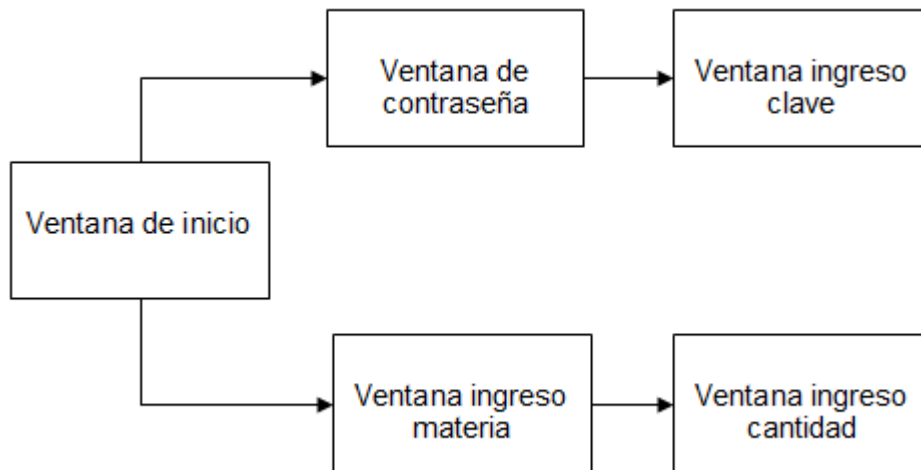 Ventana de
contraseña
Ventana ingreso
clave
Ventana de inicio
Ventana ingreso
materia
Ventana ingreso
cantidad